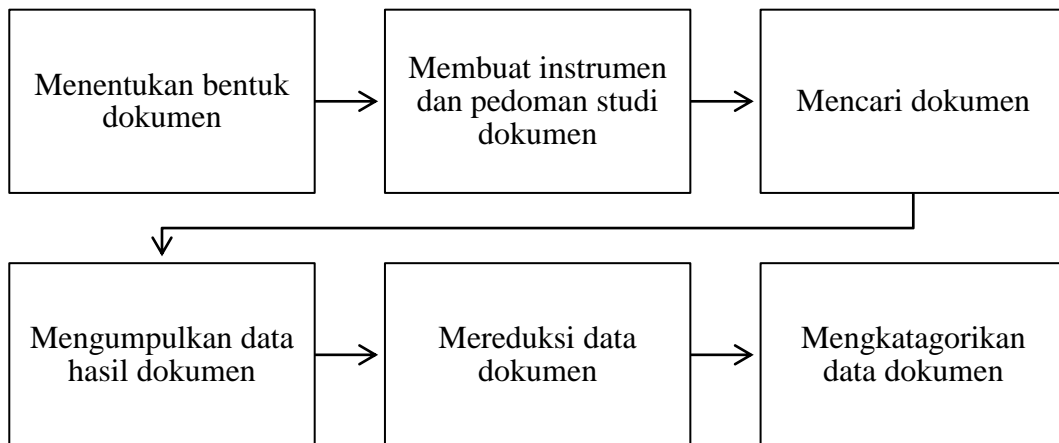 Menentukan bentuk
dokumen
Membuat instrumen
dan pedoman studi
dokumen
Mencari dokumen
Mengumpulkan data
hasil dokumen
Mereduksi data
dokumen
Mengkatagorikan
data dokumen